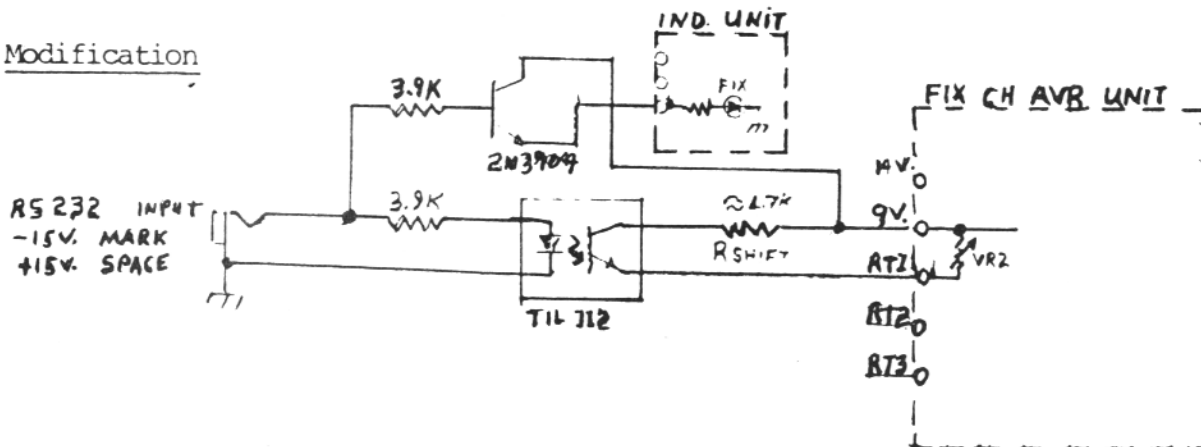 Modification
IND. UNIT
3.9K
FIX
2N3904
FIX CH AVR UNIT
14V.
9V.
RT1
RT2
RT3
VR2
RS 232 INPUT
-15V. MARK
+15V. SPACE
3.9K
R SHIFT
TIL 112